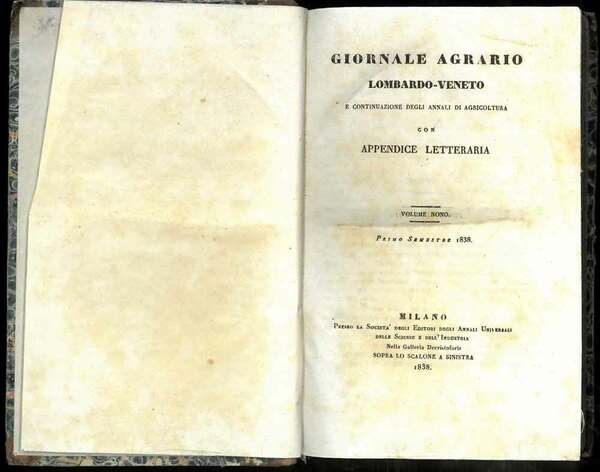 GIORNALE AGRARIO
LOMBARDO-VENETO
E CONTINUAZIONE DEGLI ANNALI DI AGRICOLTURA
CON
APPENDICE LETTERARIA
VOLUME NONO.
PRIMO SEMESTRE 1838.
MILANO
PRESSO LA SOCIETA' DEGLI EDITORI DEGLI ANNALI UNIVERSALI
DELLE SCIENZE E DELL'INDUSTRIA
Nella Galleria Decristoforis
SOPRA LO SCALONE A SINISTRA
1838.